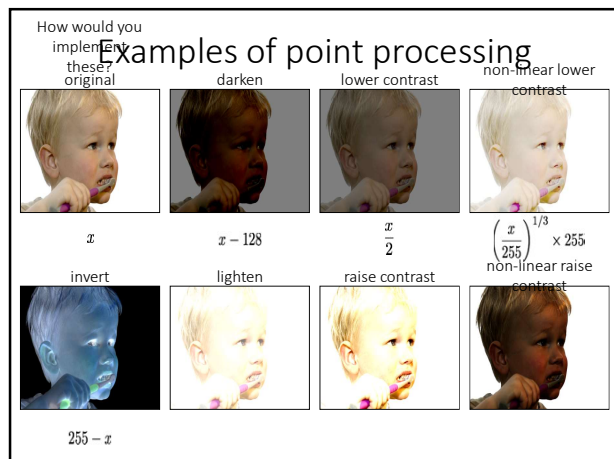 How would you
implement
these?
Examples of point processing
original
darken
lower contrast
non-linear lower
contrast
x
x − 128
x/2
(x/255)^1/3 × 255
invert
lighten
raise contrast
non-linear raise
contrast
255 − x